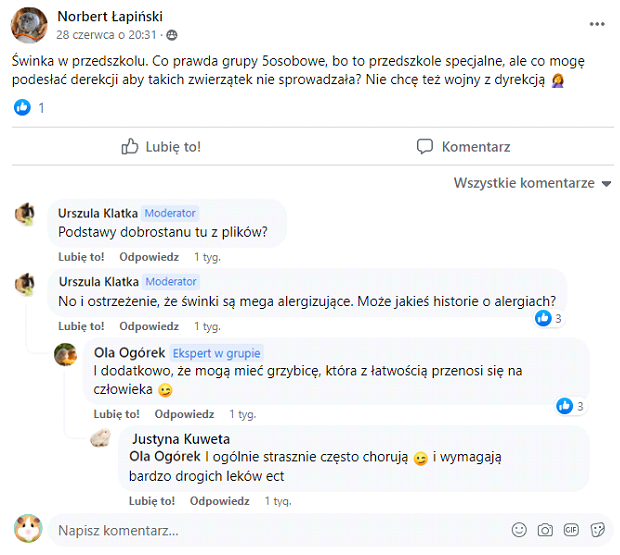 Norbert Łapiński
28 czerwca o 20:31 ·
Świnka w przedszkolu. Co prawda grupy 5osobowe, bo to przedszkole specjalne, ale co mogę
podesłać derekcji aby takich zwierzątek nie sprowadzała? Nie chcę też wojny z dyrekcją 🤦‍♀️
1
Lubię to!
Komentarz
Wszystkie komentarze
Urszula Klatka Moderator
Podstawy dobrostanu tu z plików?
Lubię to! Odpowiedz 1 tyg.
Urszula Klatka Moderator
No i ostrzeżenie, że świnki są mega alergizujące. Może jakieś historie o alergiach?
3
Lubię to! Odpowiedz 1 tyg.
Ola Ogórek Ekspert w grupie
I dodatkowo, że mogą mieć grzybicę, która z łatwością przenosi się na
człowieka 😉
3
Lubię to! Odpowiedz 1 tyg.
Justyna Kuweta
Ola Ogórek I ogólnie strasznie często chorują 😉 i wymagają
bardzo drogich leków ect
Lubię to! Odpowiedz 1 tyg.
Napisz komentarz...
GIF